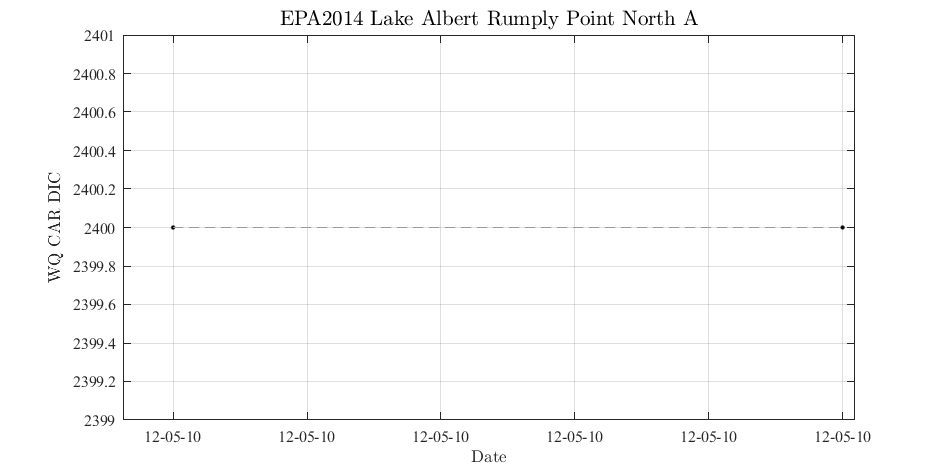 EPA2014 Lake Albert Rumply Point North A
2401
2400.8
2400.6
2400.4
2400.2
2400
2399.8
2399.6
2399.4
2399.2
2399
WQ CAR DIC
12-05-10 12-05-10 12-05-10 12-05-10 12-05-10 12-05-10
Date